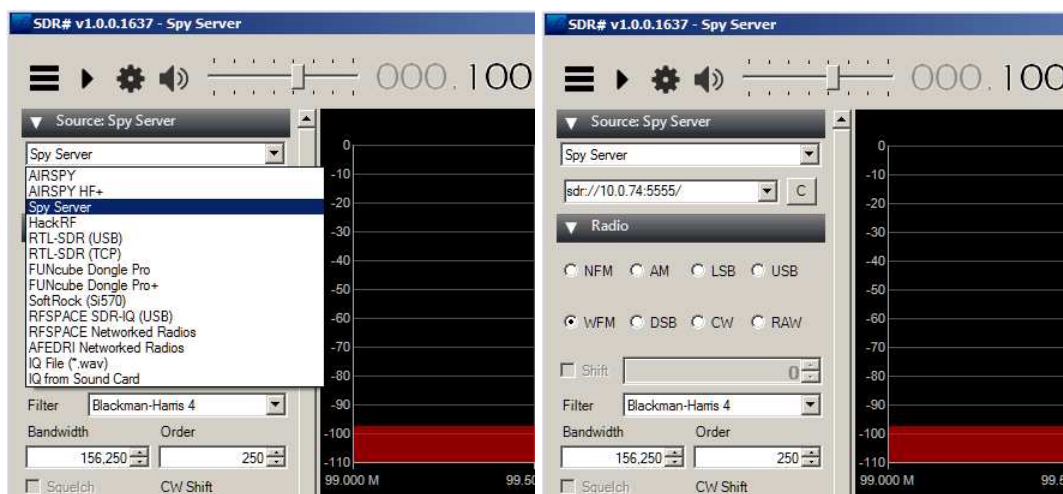 SDR# v1.0.0.1637 - Spy Server
000.100
Source: Spy Server
Spy Server
AIRSPY
AIRSPY HF+
Spy Server
HackRF
RTL-SDR (USB)
RTL-SDR (TCP)
FUNcube Dongle Pro
FUNcube Dongle Pro+
SoftRock (Si570)
RFSPACE SDR-IQ (USB)
RFSPACE Networked Radios
AFEDRI Networked Radios
IQ File (*.wav)
IQ from Sound Card
Filter Blackman-Harris 4
Bandwidth Order
156,250 250
Squelch CW Shift
0
-10
-20
-30
-40
-50
-60
-70
-80
-90
-100
-110
99.000 M 99.50
SDR# v1.0.0.1637 - Spy Server
000.100
Source: Spy Server
Spy Server
sdr://10.0.74:5555/ C
Radio
NFM AM LSB USB
WFM DSB CW RAW
Shift 0
Filter Blackman-Harris 4
Bandwidth Order
156,250 250
Squelch CW Shift
0
-10
-20
-30
-40
-50
-60
-70
-80
-90
-100
-110
99.000 M